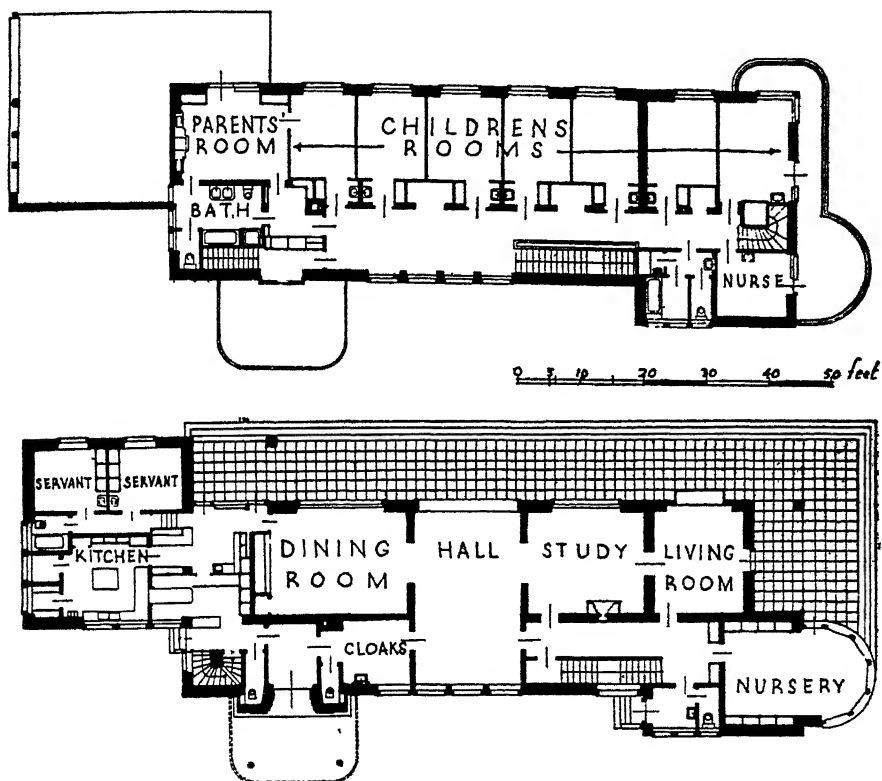 PARENTS'
ROOM
CHILDRENS
ROOMS
BATH
NURSE
0 5 10 20 30 40 50 feet
SERVANT SERVANT
KITCHEN
DINING
ROOM
HALL
STUDY
LIVING
ROOM
CLOAKS
NURSERY